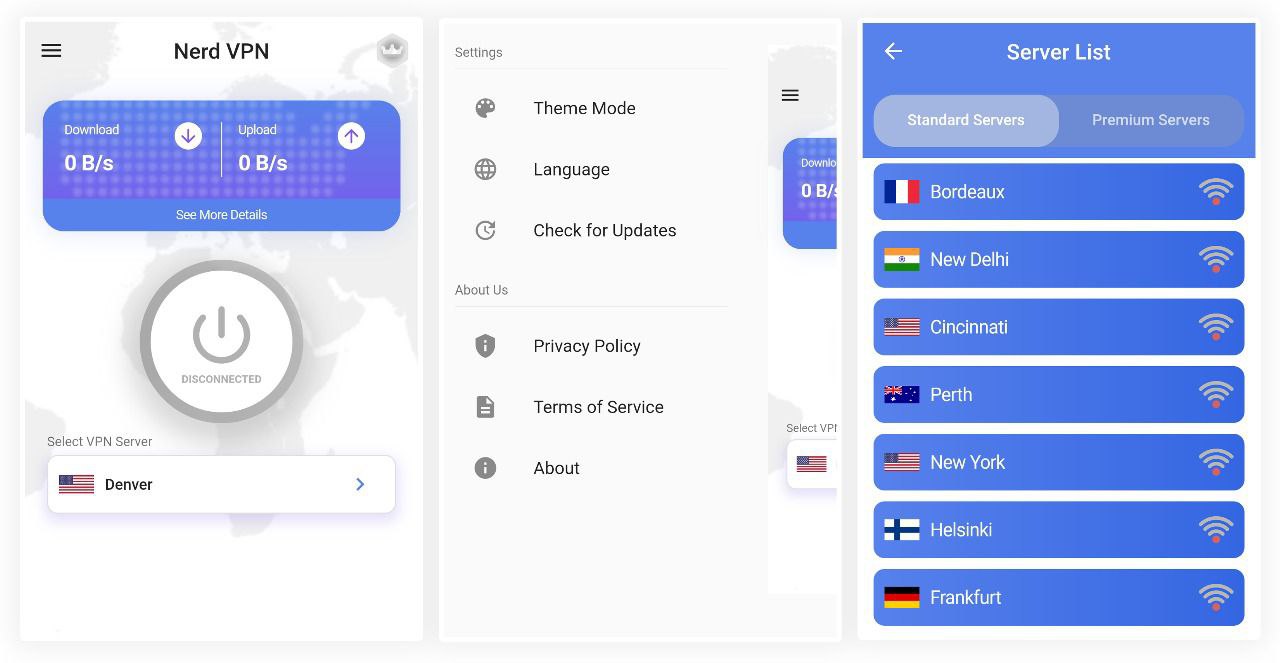 Nerd VPN
Download
Upload
0 B/s
0 B/s
See More Details
DISCONNECTED
Select VPN Server
Denver
Settings
Theme Mode
Language
Check for Updates
About Us
Privacy Policy
Terms of Service
About
Downlo
0 B/s
Select VPN
Server List
Standard Servers
Premium Servers
Bordeaux
New Delhi
Cincinnati
Perth
New York
Helsinki
Frankfurt